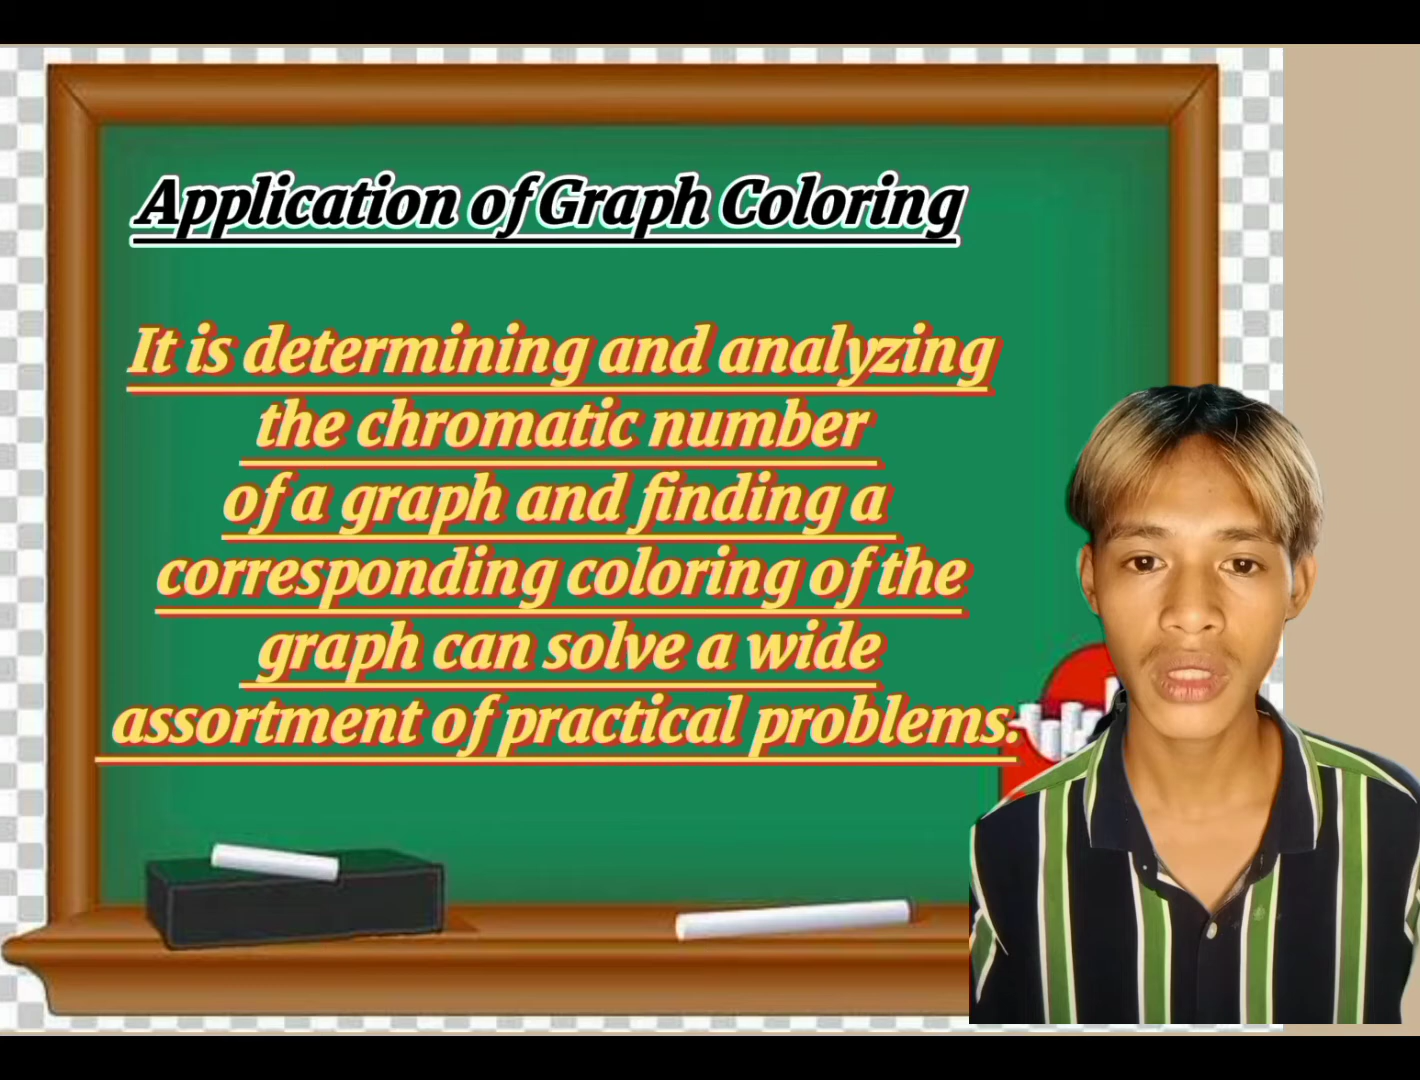 Application of Graph Coloring
It is determining and analyzing
the chromatic number
of a graph and finding a
corresponding coloring of the
graph can solve a wide
assortment of practical problems.